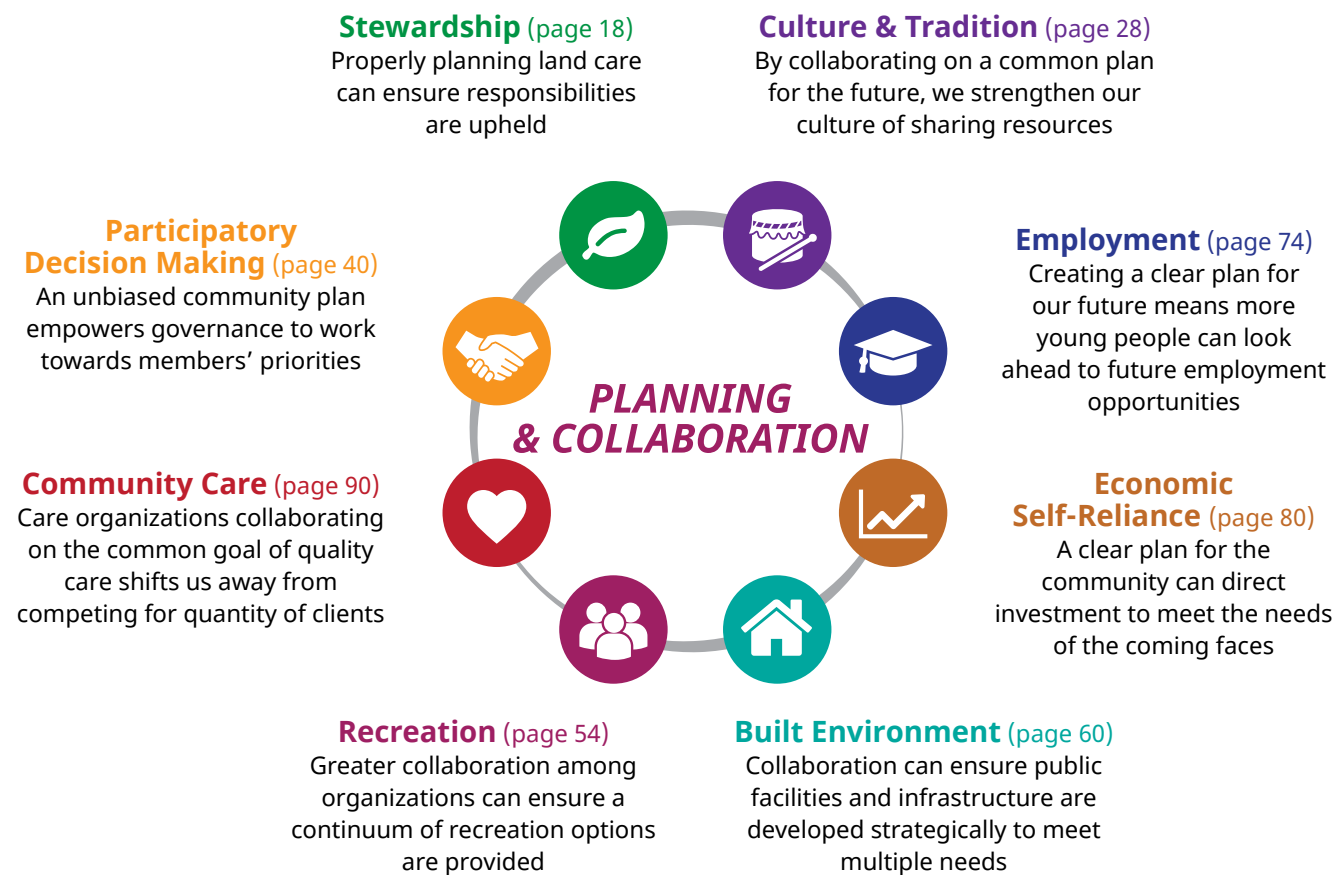 Stewardship (page 18)
Properly planning land care
can ensure responsibilities
are upheld
Culture & Tradition (page 28)
By collaborating on a common plan
for the future, we strengthen our
culture of sharing resources
Participatory
Decision Making (page 40)
An unbiased community plan
empowers governance to work
towards members’ priorities
Employment (page 74)
Creating a clear plan for
our future means more
young people can look
ahead to future employment
opportunities
PLANNING
& COLLABORATION
Community Care (page 90)
Care organizations collaborating
on the common goal of quality
care shifts us away from
competing for quantity of clients
Economic
Self-Reliance (page 80)
A clear plan for the
community can direct
investment to meet the needs
of the coming faces
Recreation (page 54)
Greater collaboration among
organizations can ensure a
continuum of recreation options
are provided
Built Environment (page 60)
Collaboration can ensure public
facilities and infrastructure are
developed strategically to meet
multiple needs